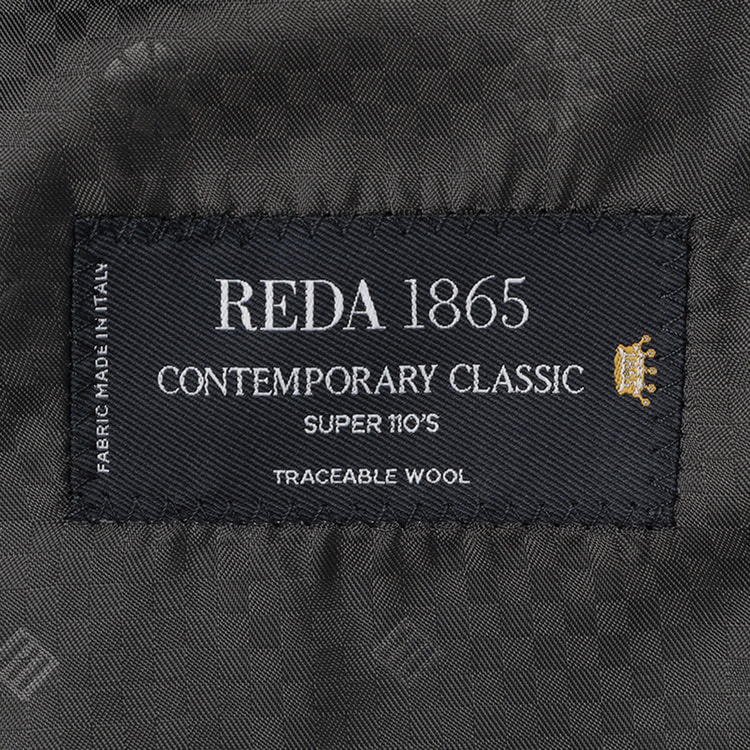 REDA 1865
CONTEMPORARY CLASSIC
SUPER 110'S
TRACEABLE WOOL
FABRIC MADE IN ITALY